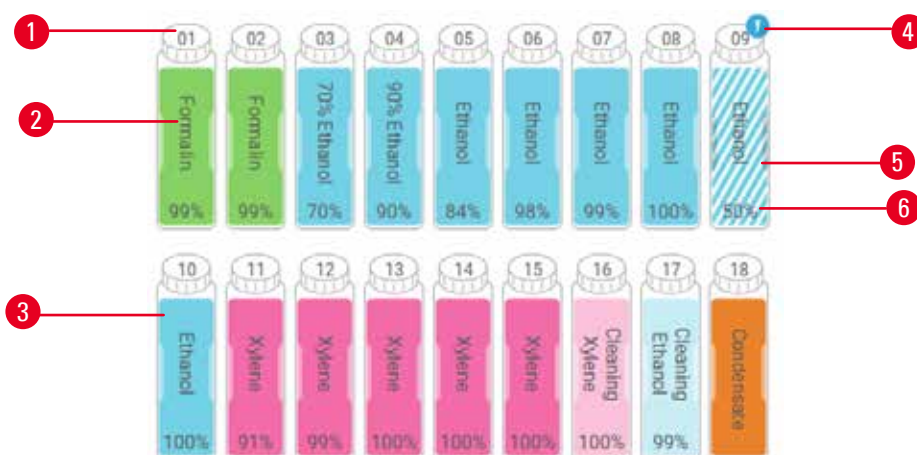 1
01 02 03 04 05 06 07 08 09
4
2
Formalin Formalin 70% Ethanol 90% Ethanol Ethanol Ethanol Ethanol Ethanol Ethanol
5
99% 99% 70% 90% 84% 98% 99% 100% 50%
6
10 11 12 13 14 15 16 17 18
3
Ethanol Xylene Xylene Xylene Xylene Xylene Cleaning Xylene Cleaning Ethanol Condensate
100% 91% 99% 100% 100% 100% 100% 99%